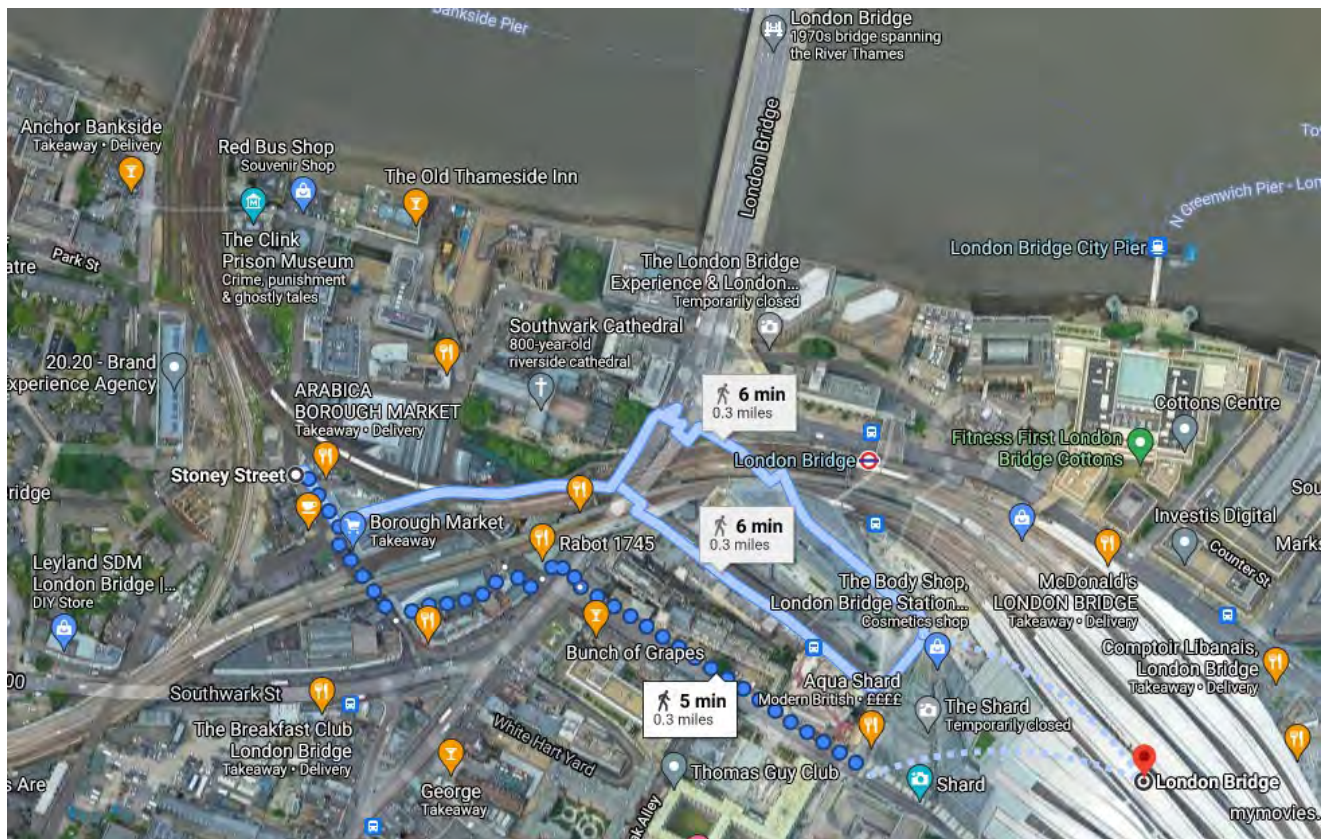 Bankside Pier
London Bridge
1970s bridge spanning
the River Thames
Anchor Bankside
Takeaway • Delivery
Red Bus Shop
Souvenir Shop
The Old Thameside Inn
London Bridge
N Greenwich Pier - Lon
London Bridge City Pier
Park St
atre
The Clink
Prison Museum
Crime, punishment
& ghostly tales
The London Bridge
Experience & London...
Temporarily closed
Southwark Cathedral
800-year-old
riverside cathedral
20.20 - Brand
Experience Agency
ARABICA
BOROUGH MARKET
Takeaway • Delivery
6 min
0.3 miles
Cottons Centre
Fitness First London
Bridge Cottons
London Bridge
Stoney Street
ridge
Sou
Borough Market
Takeaway
6 min
0.3 miles
Investis Digital
Counter St
Marks
Rabot 1745
Leyland SDM
London Bridge |...
DIY Store
The Body Shop,
London Bridge Station...
Cosmetics shop
McDonald's
LONDON BRIDGE
Takeaway • Delivery
Bunch of Grapes
Comptoir Libanais,
London Bridge
Takeaway • Delivery
00
Southwark St
5 min
0.3 miles
Aqua Shard
Modern British • ££££
The Shard
Temporarily closed
The Breakfast Club
London Bridge
Takeaway • Delivery
White Hart Yard
George
Takeaway
Thomas Guy Club
Shard
London Bridge
s Are
Alley
mymovies.